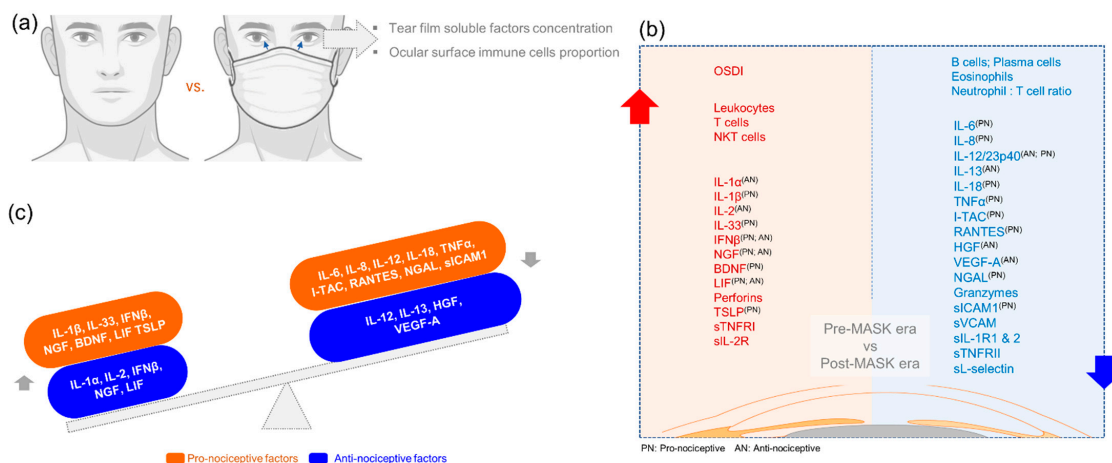 (a)
▪ Tear film soluble factors concentration
▪ Ocular surface immune cells proportion
vs.
(b)
OSDI
Leukocytes
T cells
NKT cells
IL-1α(AN)
IL-1β(PN)
IL-2(AN)
IL-33(PN)
IFNβ(PN; AN)
NGF(PN; AN)
BDNF(PN)
LIF(PN; AN)
Perforins
TSLP(PN)
sTNFRI
sIL-2R
B cells; Plasma cells
Eosinophils
Neutrophil : T cell ratio
IL-6(PN)
IL-8(PN)
IL-12/23p40(AN; PN)
IL-13(AN)
IL-18(PN)
TNFα(PN)
I-TAC(PN)
RANTES(PN)
HGF(AN)
VEGF-A(AN)
NGAL(PN)
Granzymes
sICAM1(PN)
sVCAM
sIL-1R1 & 2
sTNFRII
sL-selectin
Pre-MASK era
vs
Post-MASK era
PN: Pro-nociceptive AN: Anti-nociceptive
(c)
IL-1β, IL-33, IFNβ,
NGF, BDNF, LIF TSLP
IL-1α, IL-2, IFNβ,
NGF, LIF
IL-6, IL-8, IL-12, IL-18, TNFα,
I-TAC, RANTES, NGAL, sICAM1
IL-12, IL-13, HGF,
VEGF-A
Pro-nociceptive factors
Anti-nociceptive factors